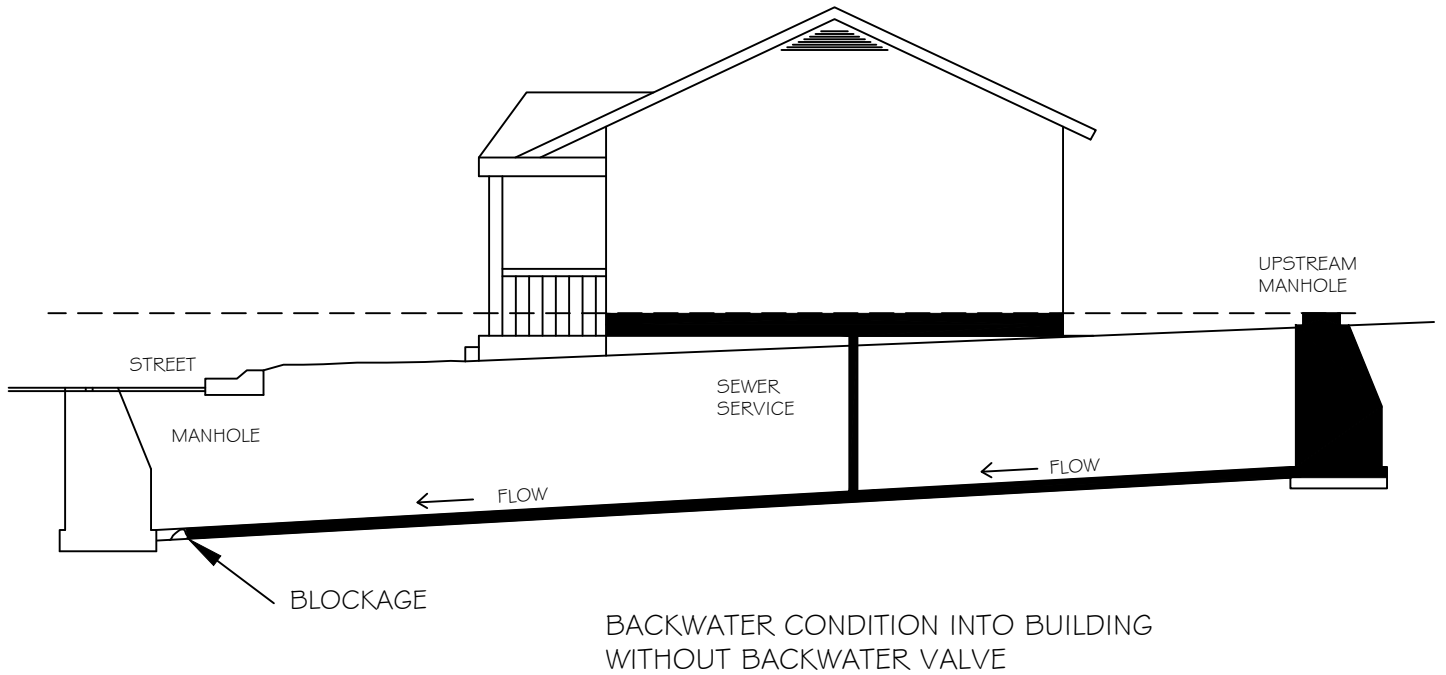 UPSTREAM
MANHOLE
STREET
SEWER
SERVICE
MANHOLE
FLOW
FLOW
BLOCKAGE
BACKWATER CONDITION INTO BUILDING
WITHOUT BACKWATER VALVE